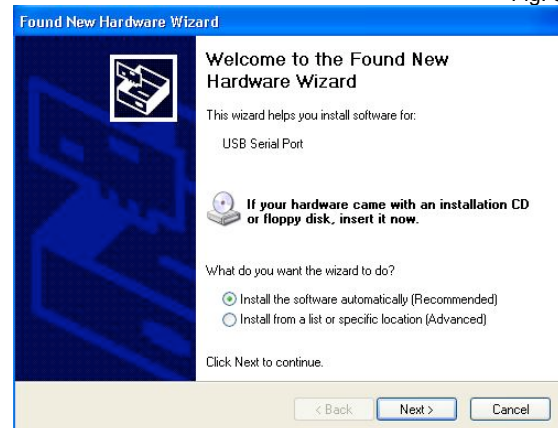 Found New Hardware Wizard
Welcome to the Found New
Hardware Wizard
This wizard helps you install software for:
USB Serial Port
If your hardware came with an installation CD
or floppy disk, insert it now.
What do you want the wizard to do?
Install the software automatically (Recommended)
Install from a list or specific location (Advanced)
Click Next to continue.
< Back Next > Cancel